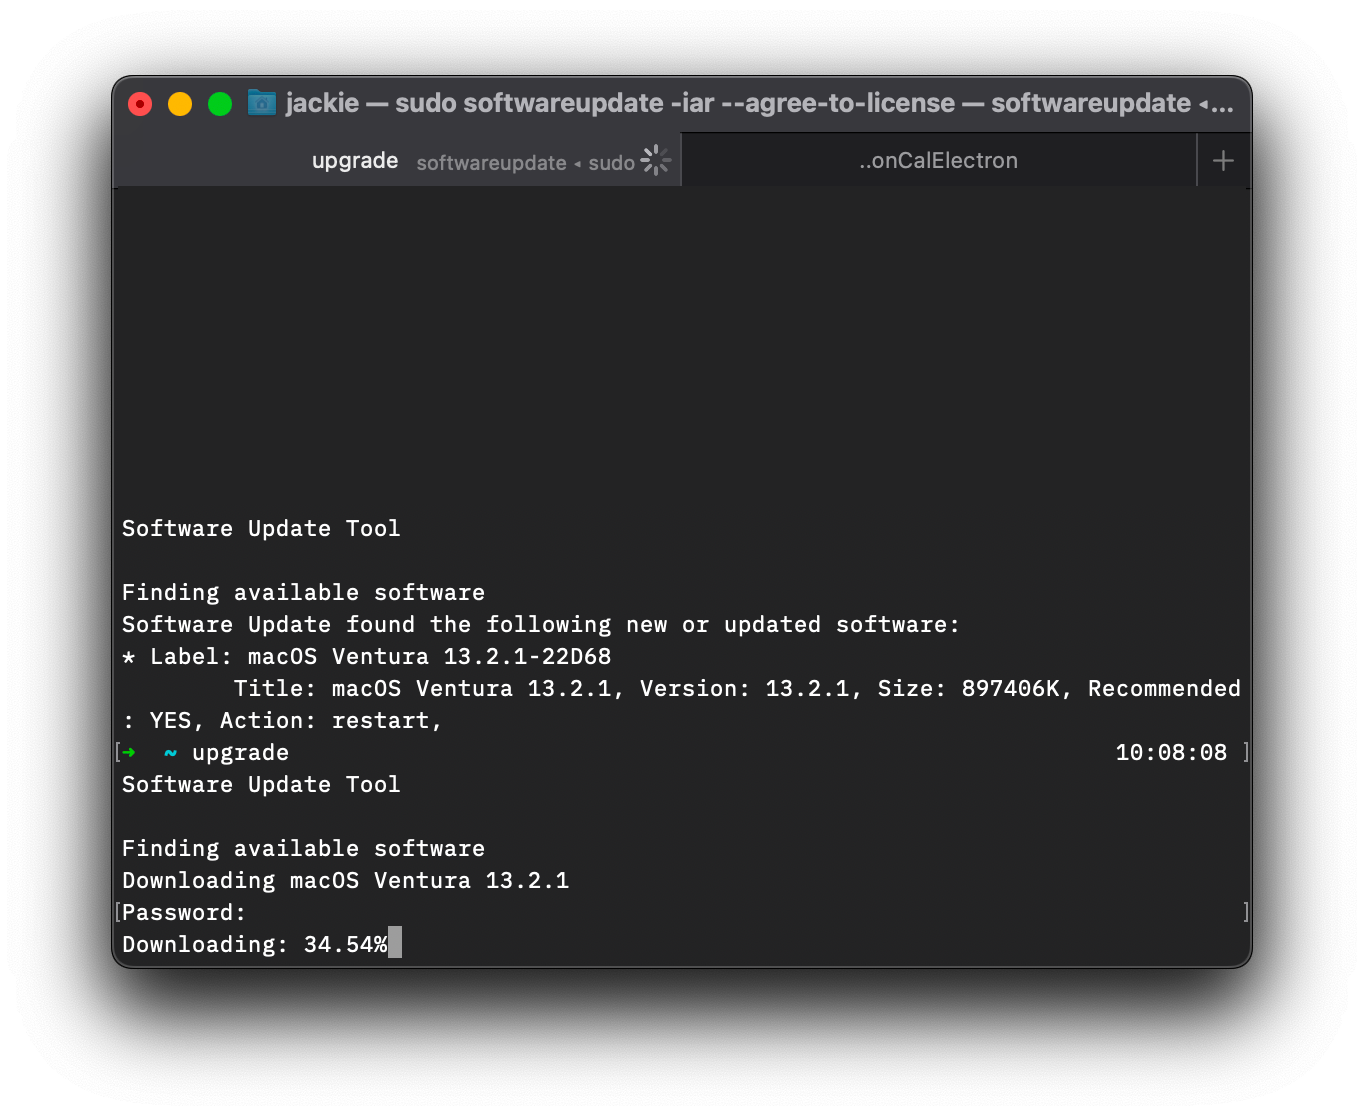 jackie — sudo softwareupdate -iar --agree-to-license — softwareupdate ◂...
upgrade softwareupdate ◂ sudo
..onCalElectron
+
Software Update Tool
Finding available software
Software Update found the following new or updated software:
* Label: macOS Ventura 13.2.1-22D68
Title: macOS Ventura 13.2.1, Version: 13.2.1, Size: 897406K, Recommended
: YES, Action: restart,
[➜ ~ upgrade 10:08:08 ]
Software Update Tool
Finding available software
Downloading macOS Ventura 13.2.1
[Password: ]
Downloading: 34.54%